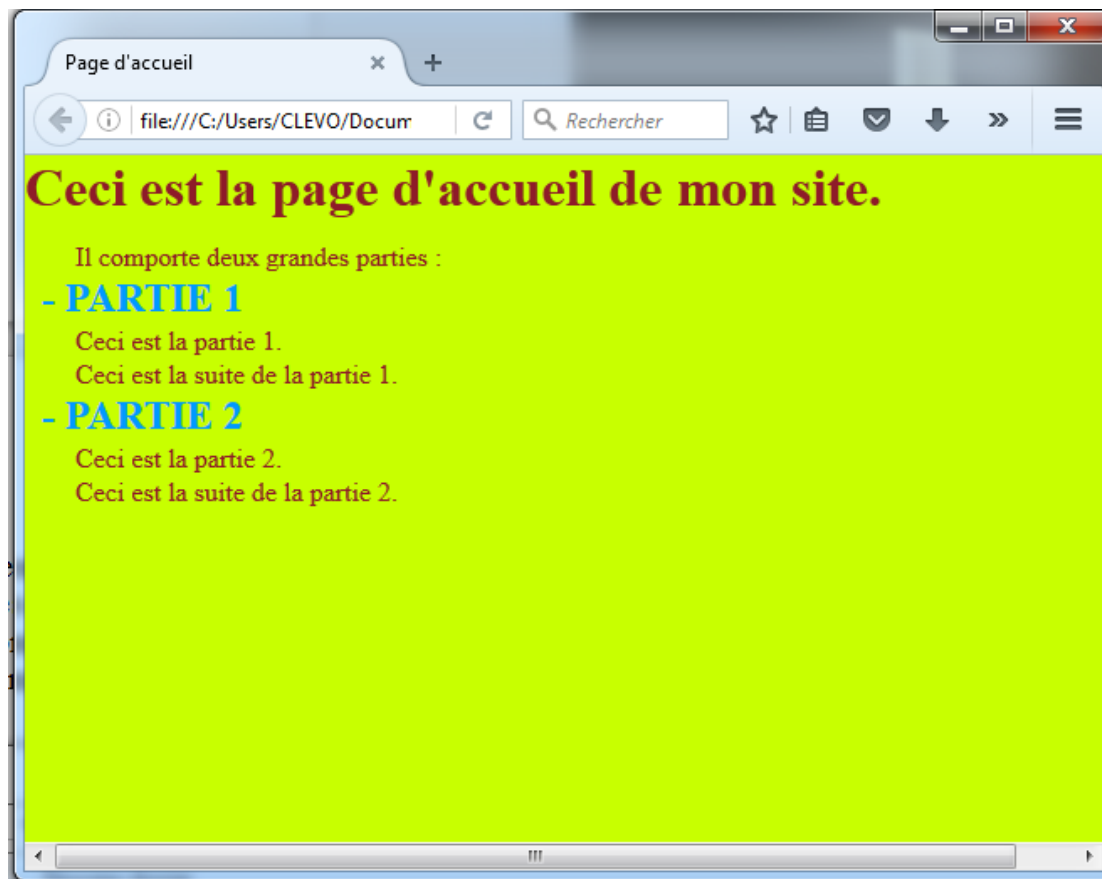 Page d'accueil
file:///C:/Users/CLEVO/Docum
Rechercher
Ceci est la page d'accueil de mon site.
Il comporte deux grandes parties :
- PARTIE 1
Ceci est la partie 1.
Ceci est la suite de la partie 1.
- PARTIE 2
Ceci est la partie 2.
Ceci est la suite de la partie 2.